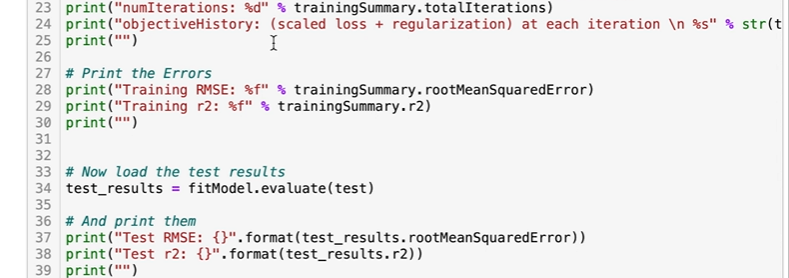 23 print("numIterations: %d" % trainingSummary.totalIterations)
24 print("objectiveHistory: (scaled loss + regularization) at each iteration \n %s" % str(t
25 print("")
26
27 # Print the Errors
28 print("Training RMSE: %f" % trainingSummary.rootMeanSquaredError)
29 print("Training r2: %f" % trainingSummary.r2)
30 print("")
31
32
33 # Now load the test results
34 test_results = fitModel.evaluate(test)
35
36 # And print them
37 print("Test RMSE: {}".format(test_results.rootMeanSquaredError))
38 print("Test r2: {}".format(test_results.r2))
39 print("")